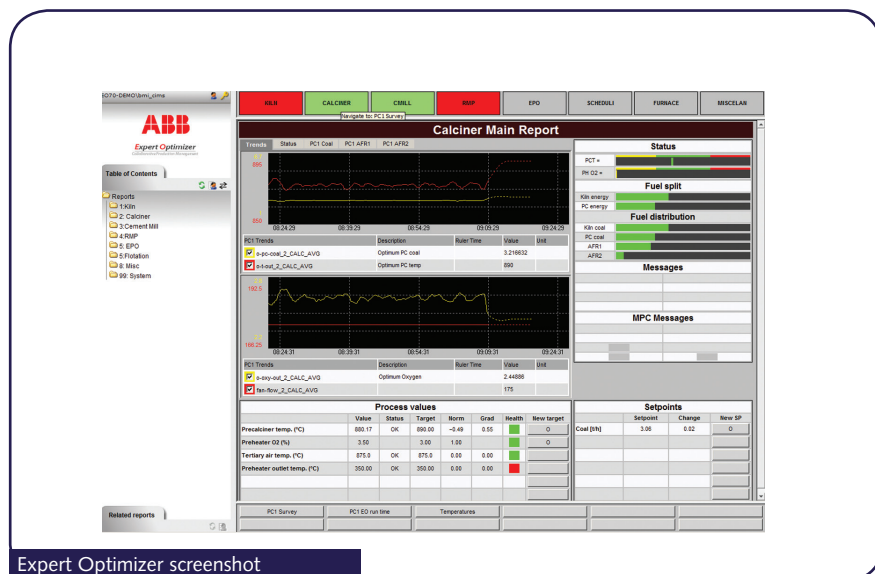 EO70-DEMO\bmi_cims
ABB
Expert Optimizer
Collaborative Production Management
Table of Contents
Reports
1:Kiln
2: Calciner
3:Cement Mill
4:RMP
5: EPO
5:Flotation
8: Misc
99: System
Related reports
KILN CALCINER CMILL RMP EPO SCHEDULI FURNACE MISCELAN
Navigate to: PC1 Survey
Calciner Main Report
Trends Status PC1 Coal PC1 AFR1 PC1 AFR2
895
850
08:24:29 08:39:29 08:54:29 09:09:29 09:24:29
PC1 Trends Description Ruler Time Value Unit
o-pc-coal_2_CALC_AVG Optimum PC coal 3.216632
o-t-out_2_CALC_AVG Optimum PC temp 890
192.5
168.25
08:24:31 08:39:31 08:54:31 09:09:31 09:24:31
PC1 Trends Description Ruler Time Value Unit
o-oxy-out_2_CALC_AVG Optimum Oxygen 2.44886
fan-flow_2_CALC_AVG 175
Status
PCT =
PH O2 =
Fuel split
Kiln energy
PC energy
Fuel distribution
Kiln coal
PC coal
AFR1
AFR2
Messages
MPC Messages
Process values
Value Status Target Norm Grad Health New target
Precalciner temp. (°C) 880.17 OK 890.00 -0.49 0.55 0
Preheater O2 (%) 3.50 3.00 1.00 0
Tertiary air temp. (°C) 875.0 OK 875.0 0.00 0.00
Preheater outlet temp. (°C) 350.00 OK 350.00 0.00 0.00
Setpoints
Setpoint Change New SP
Coal [t/h] 3.06 0.02 0
PC1 Survey PC1 EO run time Temperatures
Expert Optimizer screenshot